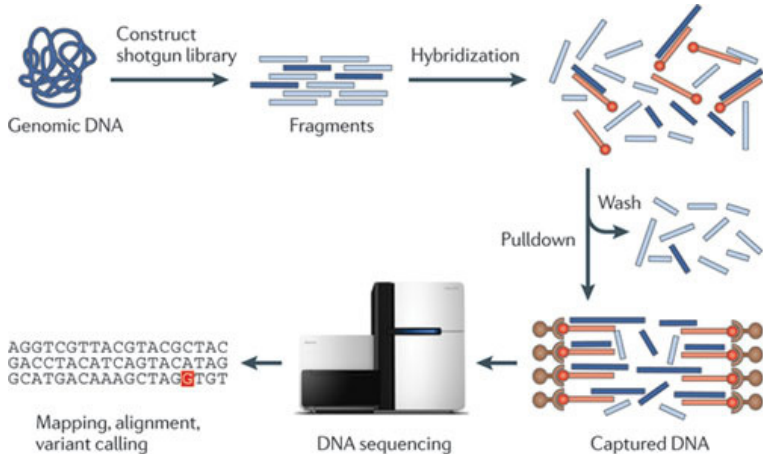 Construct
shotgun library
Hybridization
Genomic DNA
Fragments
Wash
Pulldown
AGGTCGTTACGTACGCTAC
GACCTACATCAGTACATAG
GCATGACAAAGCTAGGTGT
Mapping, alignment,
variant calling
DNA sequencing
Captured DNA